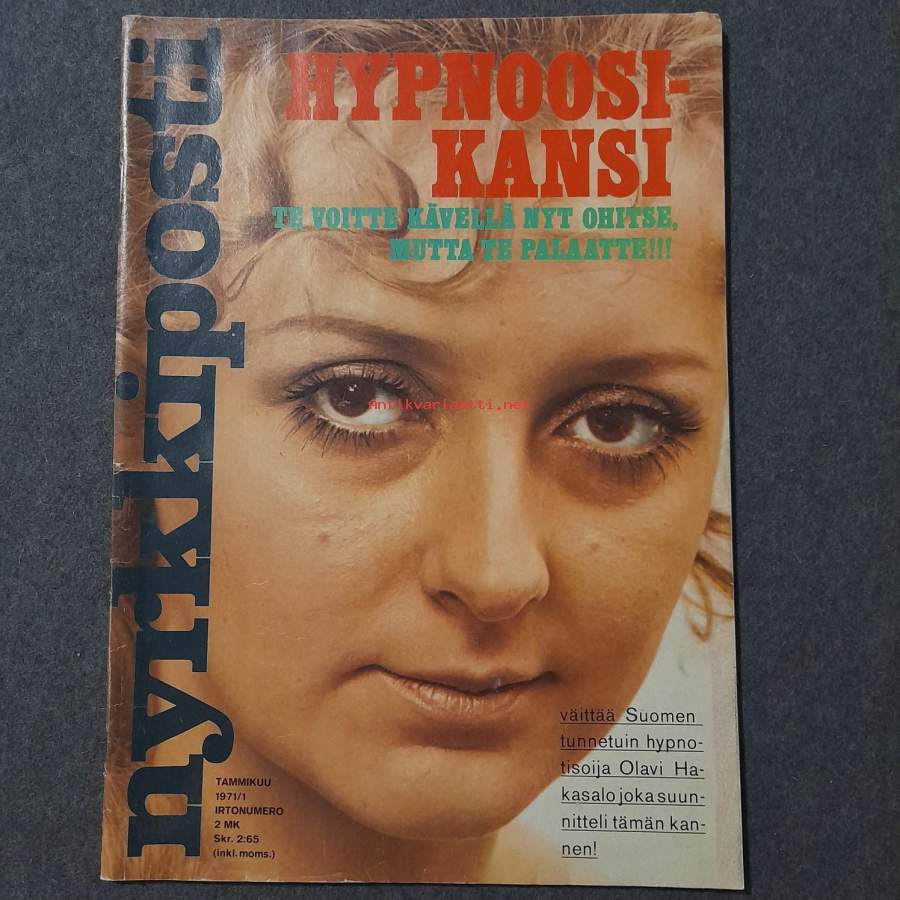 nyrkkiposti
HYPNOOSI-
KANSI
TE VOITTE KÄVELLÄ NYT OHITSE,
MUTTA TE PALAATTE!!!
Antikvariaatti.net
väittää Suomen
tunnetuin hypno-
tisoija Olavi Ha-
kasalo joka suun-
nitteli tämän kan-
nen!
TAMMIKUU
1971/1
IRTONUMERO
2 MK
Skr. 2:65
(inkl. moms.)